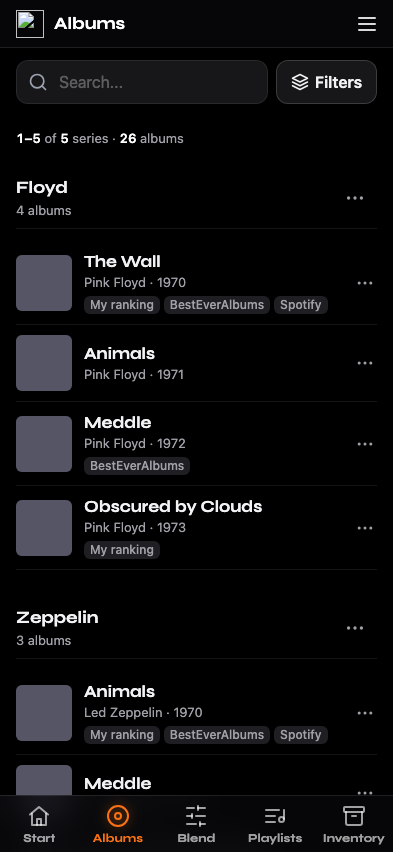 Albums
Search...
Filters
1–5 of 5 series · 26 albums
Floyd
4 albums
The Wall
Pink Floyd · 1970
My ranking BestEverAlbums Spotify
Animals
Pink Floyd · 1971
Meddle
Pink Floyd · 1972
BestEverAlbums
Obscured by Clouds
Pink Floyd · 1973
My ranking
Zeppelin
3 albums
Animals
Led Zeppelin · 1970
My ranking BestEverAlbums Spotify
Meddle
Start Albums Blend Playlists Inventory